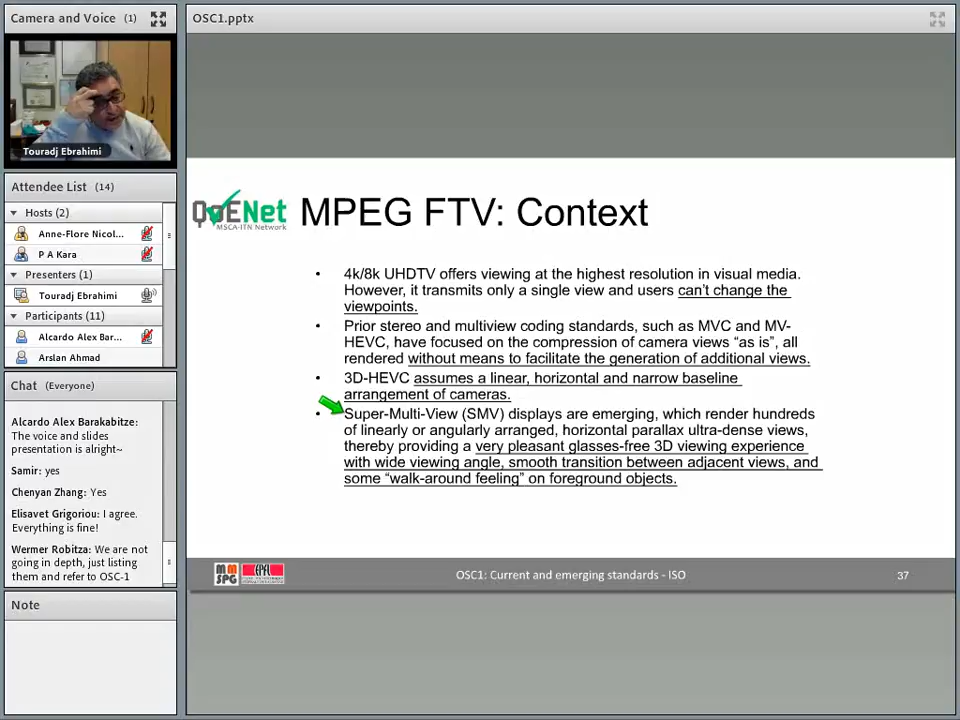 Camera and Voice (1)
OSC1.pptx
Touradj Ebrahimi
Attendee List (14)
Hosts (2)
Anne-Flore Nicol...
P A Kara
Presenters (1)
Touradj Ebrahimi
Participants (11)
Alcardo Alex Bar...
Arslan Ahmad
Chat (Everyone)
Alcardo Alex Barakabitze:
The voice and slides
presentation is alright~
Samir: yes
Chenyan Zhang: Yes
Elisavet Grigoriou: I agree.
Everything is fine!
Wermer Robitza: We are not
going in depth, just listing
them and refer to OSC-1
Note
QoENet
MSCA-ITN Network
MPEG FTV: Context
• 4k/8k UHDTV offers viewing at the highest resolution in visual media.
However, it transmits only a single view and users can't change the
viewpoints.
• Prior stereo and multiview coding standards, such as MVC and MV-
HEVC, have focused on the compression of camera views “as is”, all
rendered without means to facilitate the generation of additional views.
• 3D-HEVC assumes a linear, horizontal and narrow baseline
arrangement of cameras.
• Super-Multi-View (SMV) displays are emerging, which render hundreds
of linearly or angularly arranged, horizontal parallax ultra-dense views,
thereby providing a very pleasant glasses-free 3D viewing experience
with wide viewing angle, smooth transition between adjacent views, and
some “walk-around feeling” on foreground objects.
MMSPG
EPFL
OSC1: Current and emerging standards - ISO
37